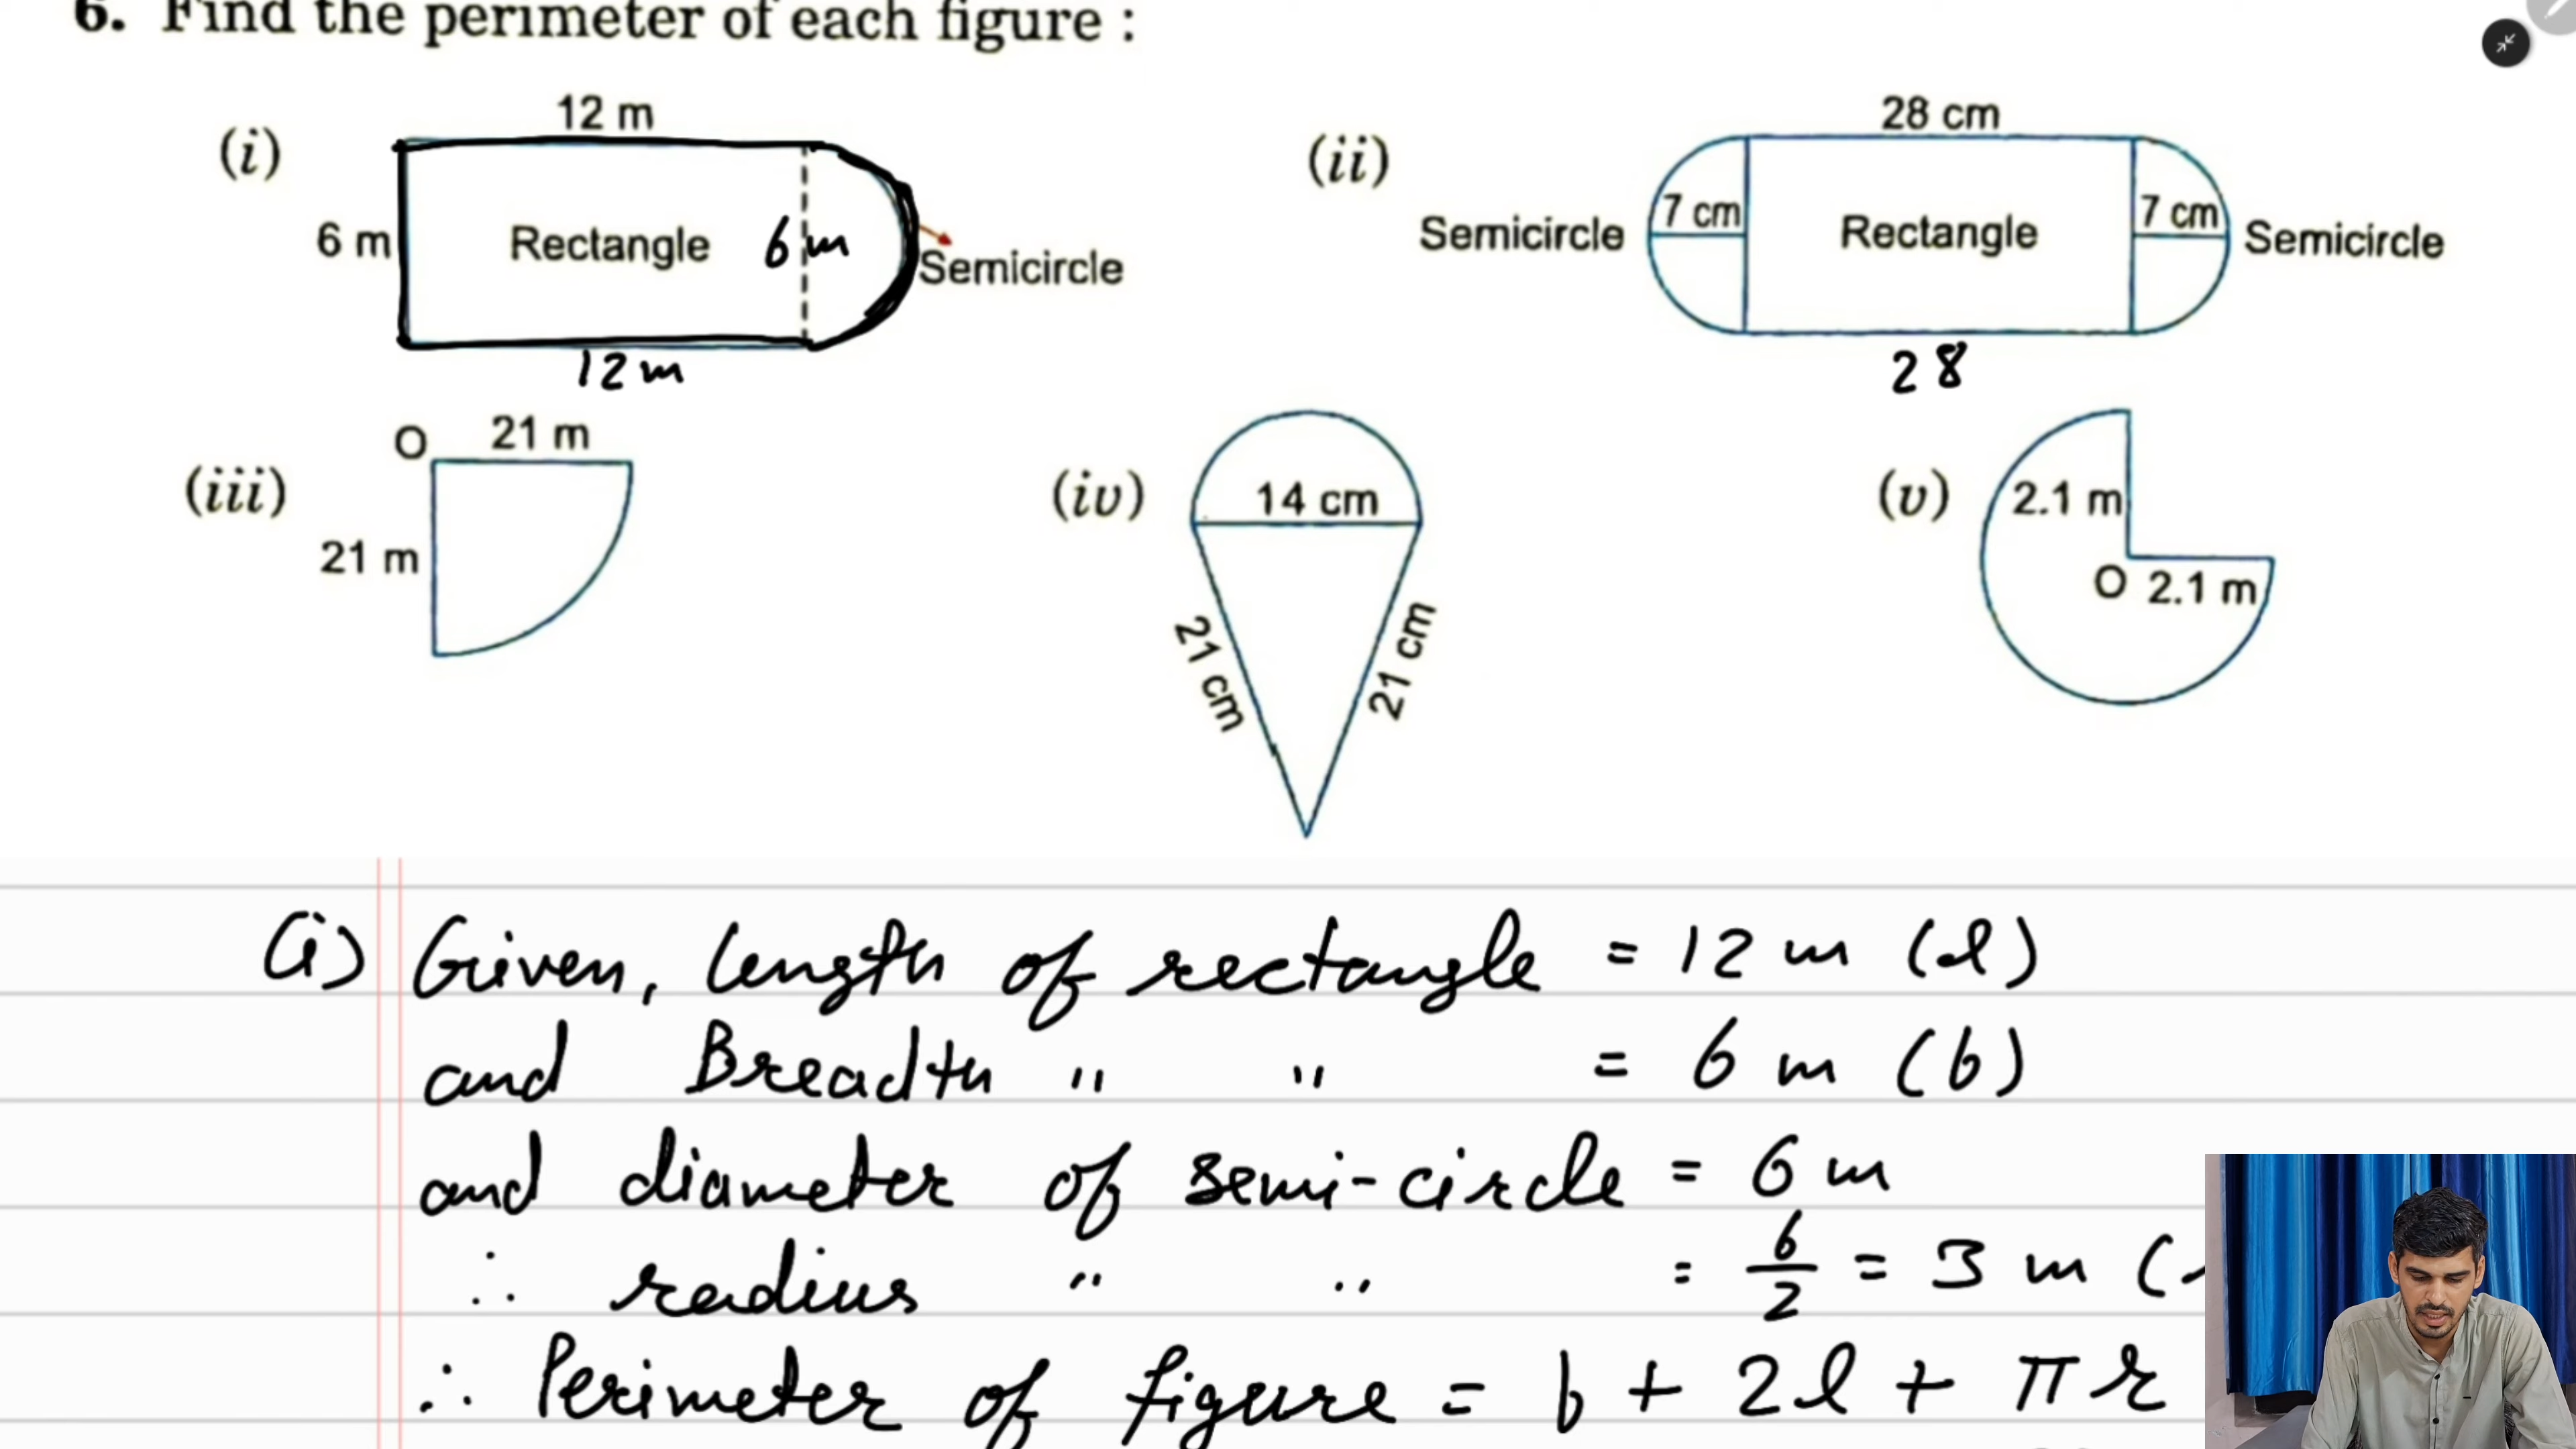 6. Find the perimeter of each figure :
(i)
12 m
6 m
Rectangle
6 m
Semicircle
12 m
(ii)
28 cm
Semicircle
7 cm
Rectangle
7 cm
Semicircle
28
(iii)
O
21 m
21 m
(iv)
14 cm
21 cm
21 cm
(v)
2.1 m
O
2.1 m
(i) Given, length of rectangle = 12 m (l)
and Breadth " " = 6 m (b)
and diameter of semi-circle = 6 m
∴ radius " " = 6/2 = 3 m (
∴ Perimeter of figure = b + 2l + πr